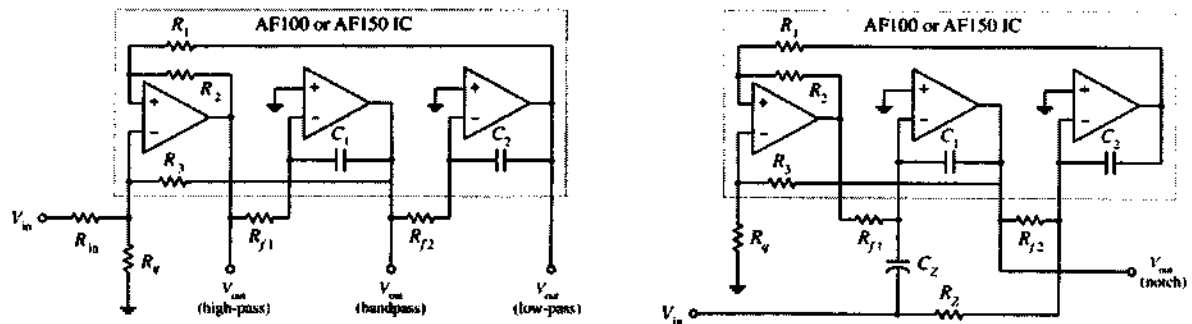 AF100 or AF150 IC
R1
R2
+
−
+
−
C1
+
−
C2
R3
Vin
Rin
Rq
Rf1
Rf2
Vout
(high-pass)
Vout
(bandpass)
Vout
(low-pass)
AF100 or AF150 IC
R1
R2
+
−
+
−
C1
+
−
C2
R3
Rq
Rf2
CZ
RZ
Vin
Vout
(notch)